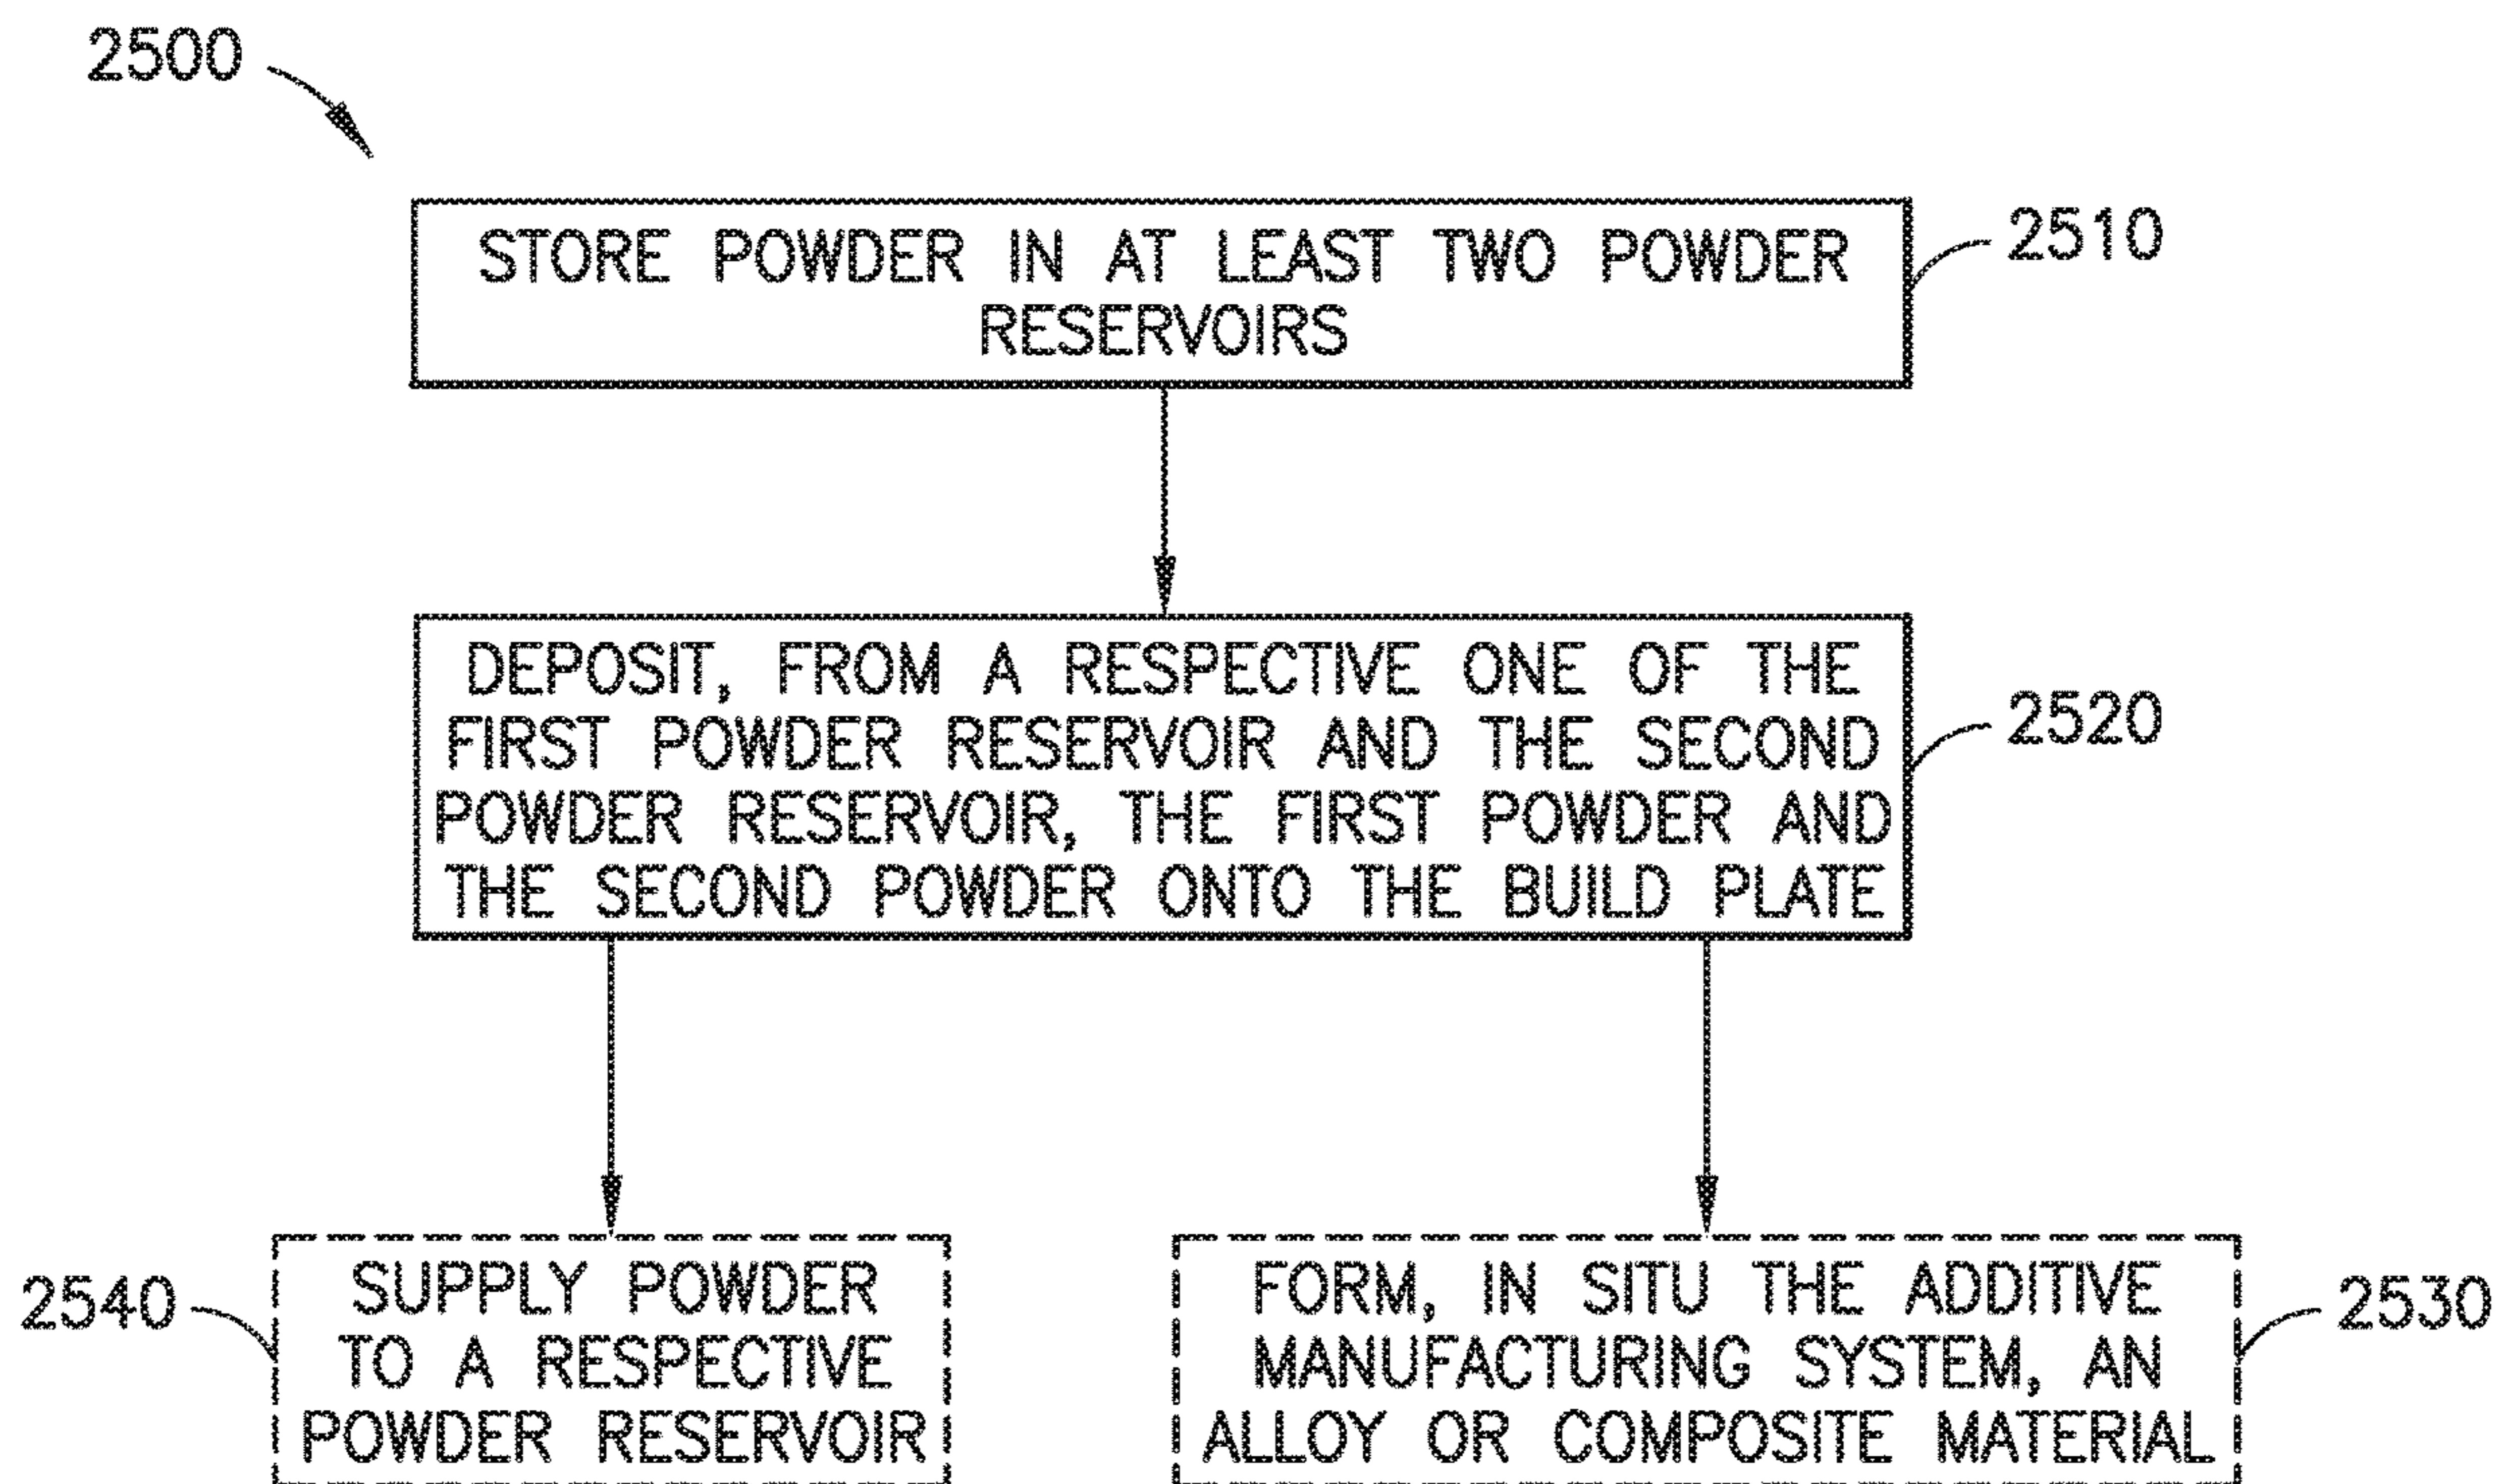 2500
STORE POWDER IN AT LEAST TWO POWDER
RESERVOIRS
2510
DEPOSIT, FROM A RESPECTIVE ONE OF THE
FIRST POWDER RESERVOIR AND THE SECOND
POWDER RESERVOIR, THE FIRST POWDER AND
THE SECOND POWDER ONTO THE BUILD PLATE
2520
2540
SUPPLY POWDER
TO A RESPECTIVE
POWDER RESERVOIR
FORM, IN SITU THE ADDITIVE
MANUFACTURING SYSTEM, AN
ALLOY OR COMPOSITE MATERIAL
2530